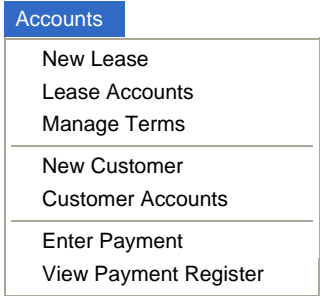 Accounts
New Lease
Lease Accounts
Manage Terms
New Customer
Customer Accounts
Enter Payment
View Payment Register